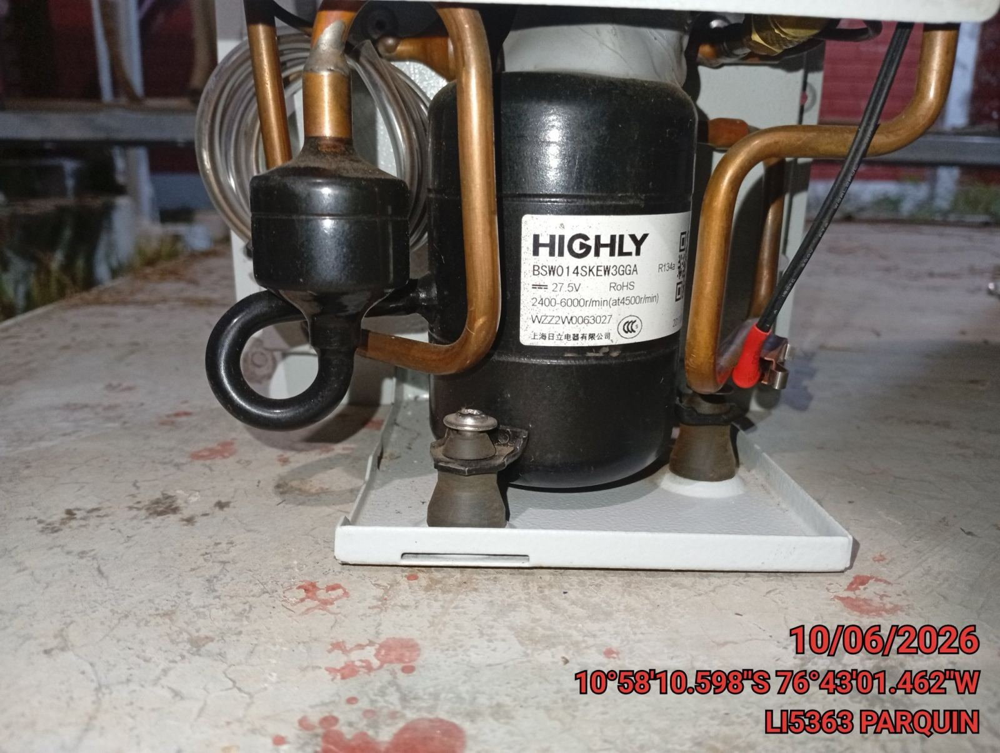 HIGHLY
BSW014SKEW3GGA R134a
27.5V RoHS
2400-6000r/min(at4500r/min)
WZZ2W0063027
CCC S
上海日立电器有限公司
10/06/2026
10°58'10.598"S 76°43'01.462"W
LI5363 PARQUIN